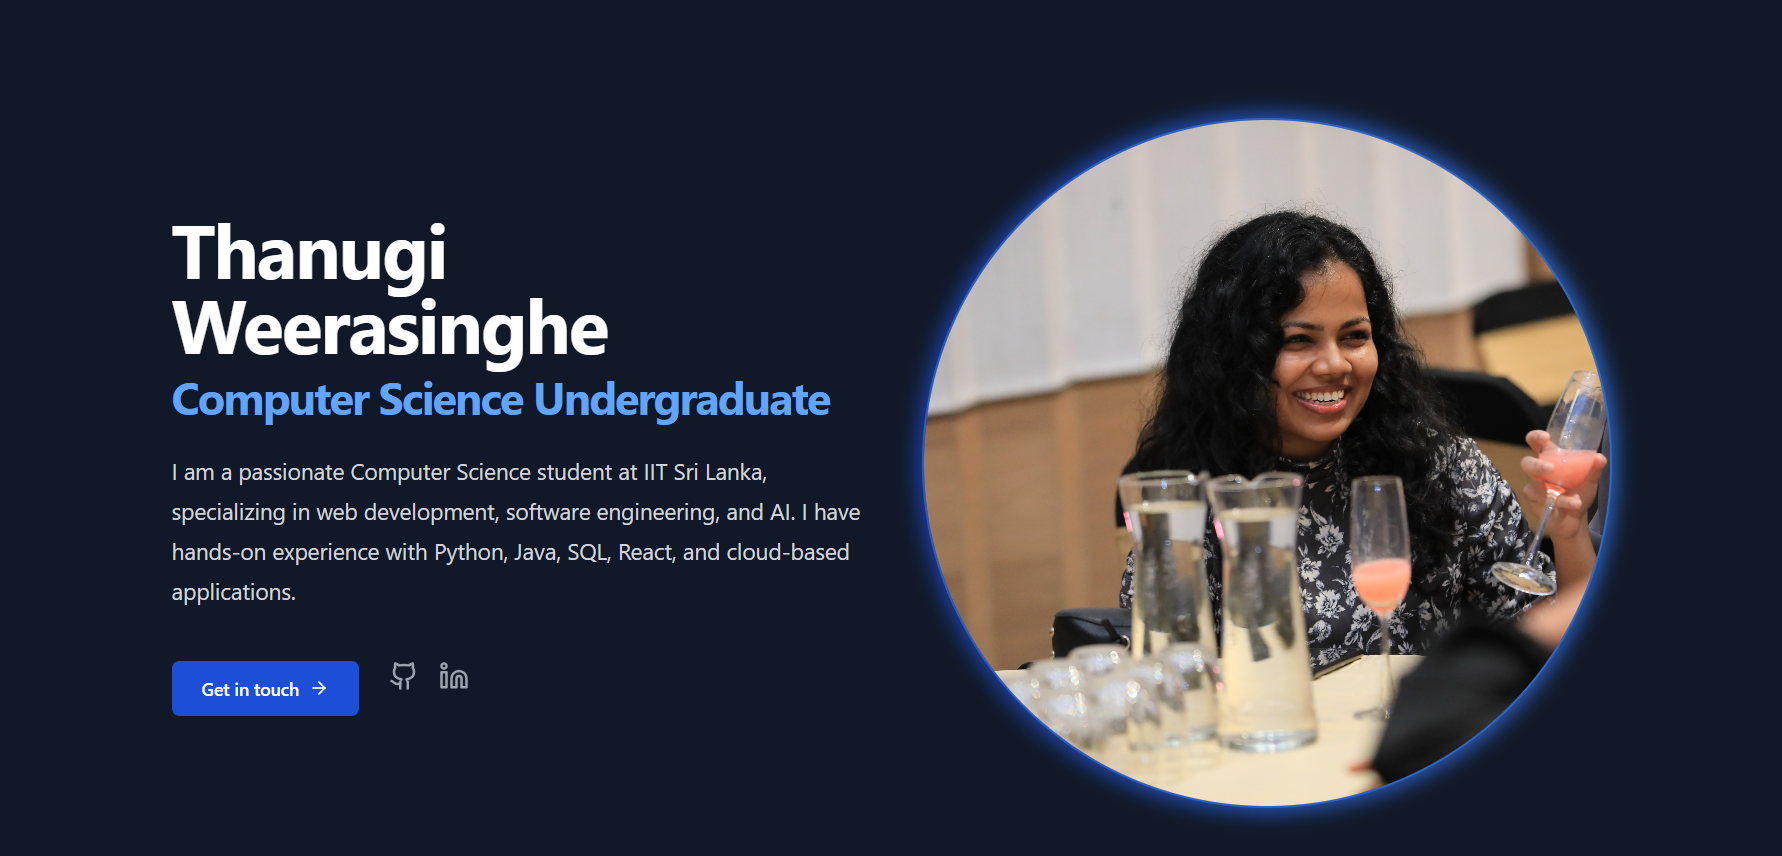 Thanugi
Weerasinghe
Computer Science Undergraduate
I am a passionate Computer Science student at IIT Sri Lanka,
specializing in web development, software engineering, and AI. I have
hands-on experience with Python, Java, SQL, React, and cloud-based
applications.
Get in touch